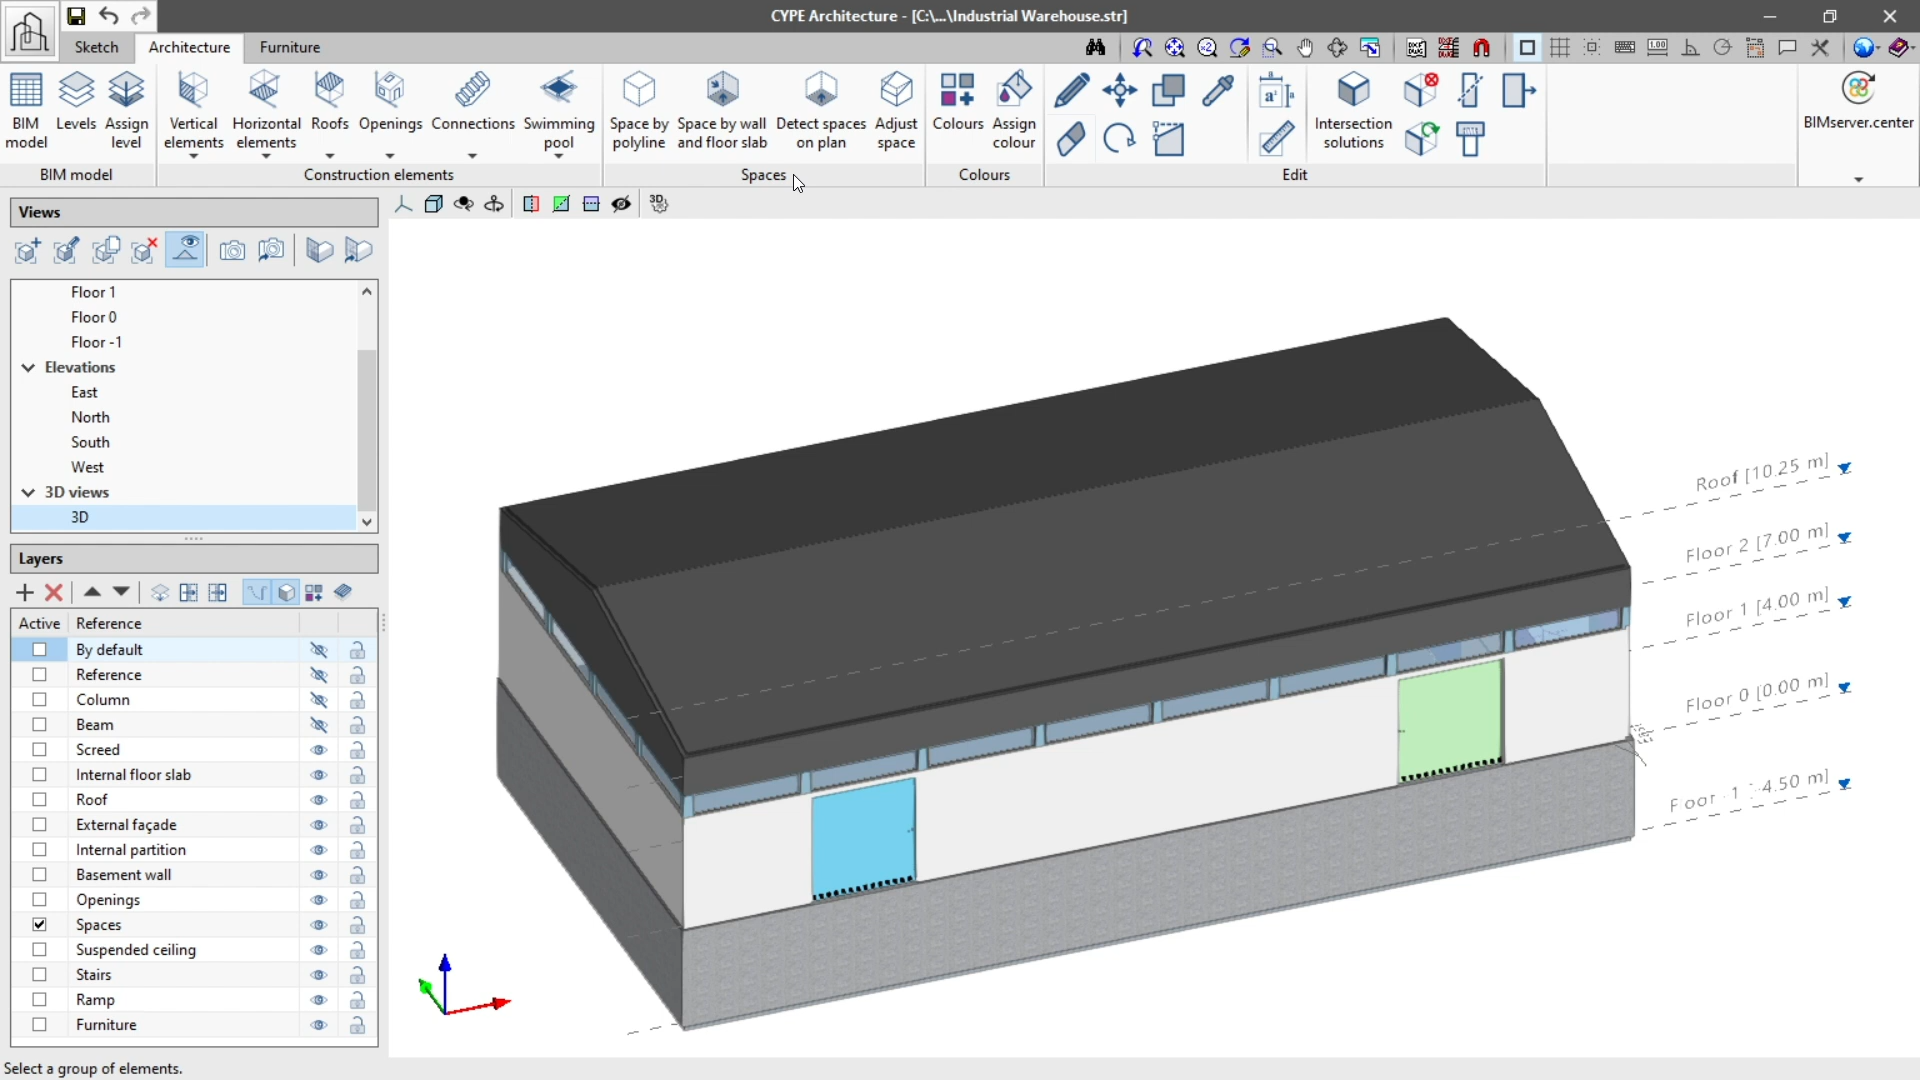 CYPE Architecture - [C:\...\Industrial Warehouse.str]
Sketch
Architecture
Furniture
BIM model
Levels
Assign level
Vertical elements
Horizontal elements
Roofs
Openings
Connections
Swimming pool
Space by polyline
Space by wall and floor slab
Detect spaces on plan
Adjust space
Colours
Assign colour
Intersection solutions
BIMserver.center
BIM model
Construction elements
Spaces
Colours
Edit
Views
Floor 1
Floor 0
Floor -1
Elevations
East
North
South
West
3D views
3D
Layers
Active
Reference
By default
Reference
Column
Beam
Screed
Internal floor slab
Roof
External façade
Internal partition
Basement wall
Openings
Spaces
Suspended ceiling
Stairs
Ramp
Furniture
Roof [10.25 m]
Floor 2 [7.00 m]
Floor 1 [4.00 m]
Floor 0 [0.00 m]
4.50 m]
Select a group of elements.